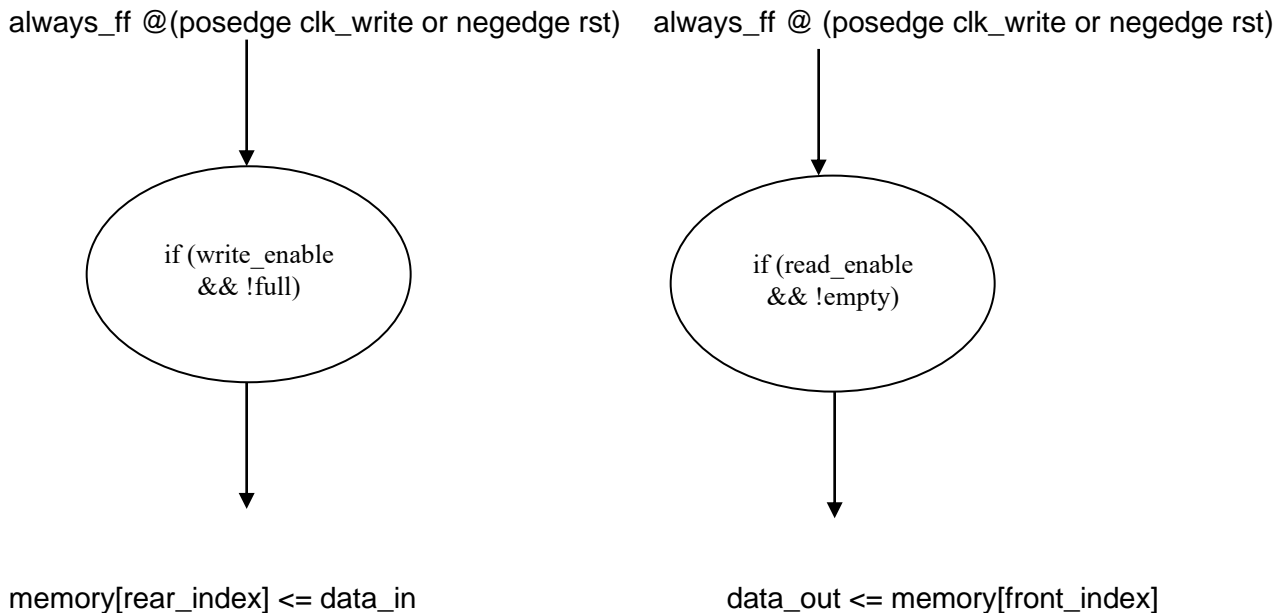 always_ff @(posedge clk_write or negedge rst)
always_ff @ (posedge clk_write or negedge rst)
if (write_enable
&& !full)
if (read_enable
&& !empty)
memory[rear_index] <= data_in
data_out <= memory[front_index]